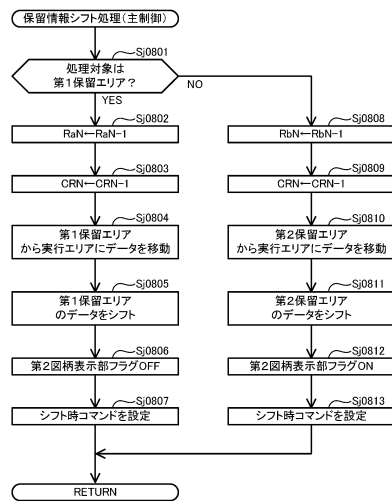 保留情報シフト処理(主制御)
Sj0801
処理対象は
第1保留エリア？
YES
NO
Sj0802
RaN←RaN-1
Sj0803
CRN←CRN-1
Sj0804
第1保留エリア
から実行エリアにデータを移動
Sj0805
第1保留エリア
のデータをシフト
Sj0806
第2図柄表示部フラグOFF
Sj0807
シフト時コマンドを設定
Sj0808
RbN←RbN-1
Sj0809
CRN←CRN-1
Sj0810
第2保留エリア
から実行エリアにデータを移動
Sj0811
第2保留エリア
のデータをシフト
Sj0812
第2図柄表示部フラグON
Sj0813
シフト時コマンドを設定
RETURN